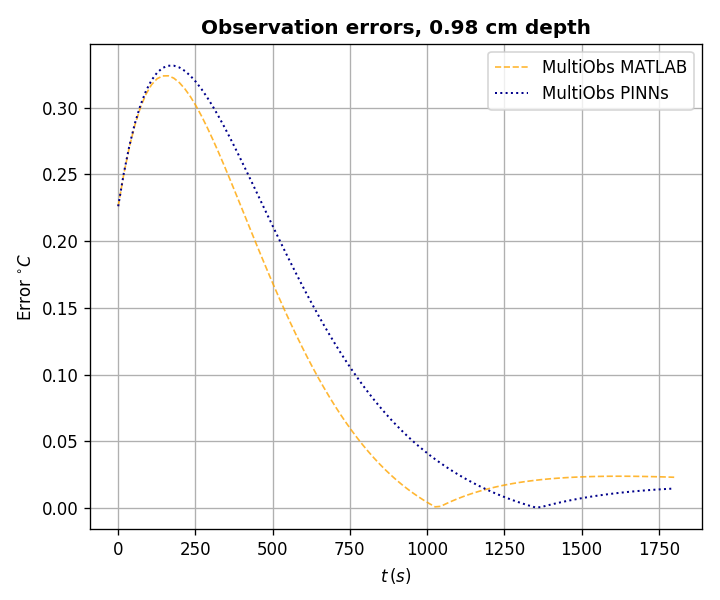 Observation errors, 0.98 cm depth
MultiObs MATLAB
MultiObs PINNs
Error °C
0.30
0.25
0.20
0.15
0.10
0.05
0.00
0 250 500 750 1000 1250 1500 1750
t (s)